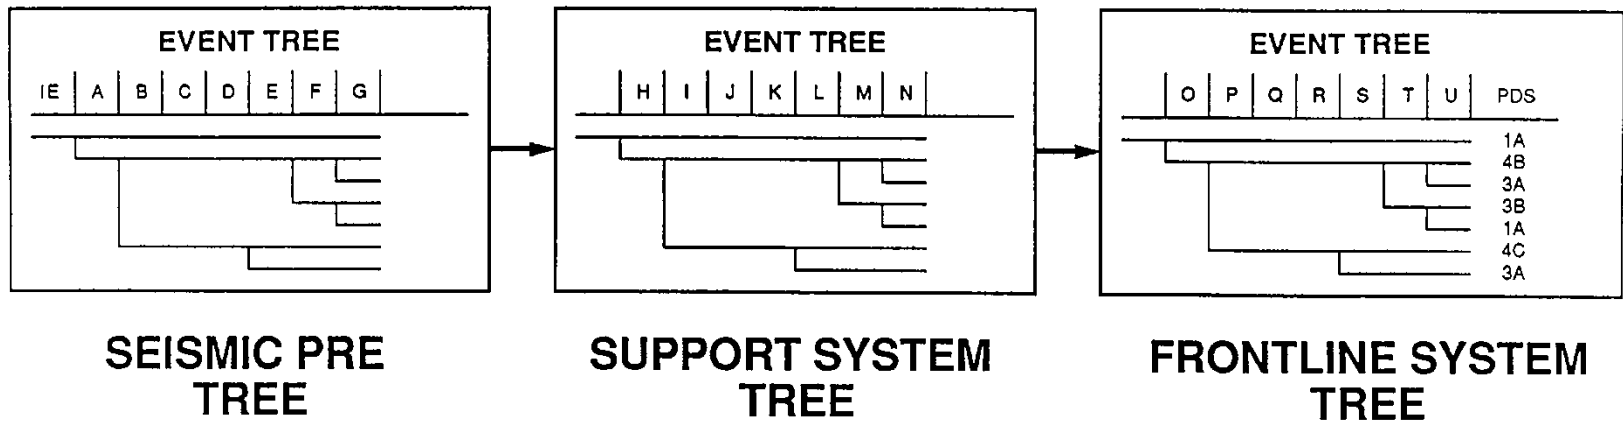 EVENT TREE
IE A B C D E F G
SEISMIC PRE
TREE
EVENT TREE
H I J K L M N
SUPPORT SYSTEM
TREE
EVENT TREE
O P Q R S T U PDS
1A
4B
3A
3B
1A
4C
3A
FRONTLINE SYSTEM
TREE